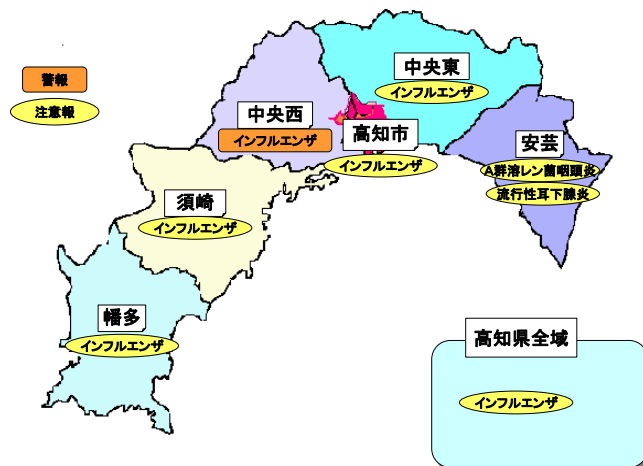 警報
注意報
中央東
インフルエンザ
中央西
インフルエンザ
高知市
インフルエンザ
安芸
A群溶レン菌咽頭炎
流行性耳下腺炎
須崎
インフルエンザ
幡多
インフルエンザ
高知県全域
インフルエンザ